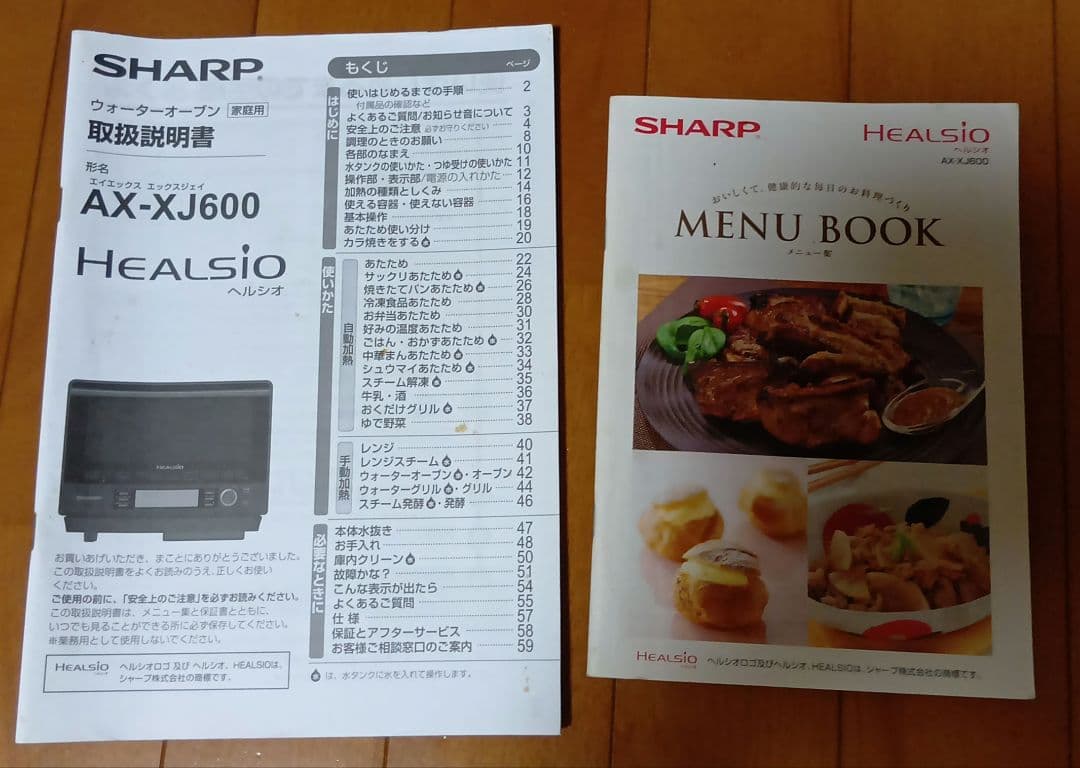 SHARP
ウォーターオーブン 家庭用
取扱説明書
形名
エイエックス エックスジェイ
AX-XJ600
HEALSiO
ヘルシオ
HEALSIO
お買いあげいただき、まことにありがとうございました。
この取扱説明書をよくお読みのうえ、正しくお使い
ください。
ご使用の前に、「安全上のご注意」を必ずお読みください。
この取扱説明書は、メニュー集と保証書とともに、
いつでも見ることができる所に必ず保存してください。
※業務用として使用しないでください。
HEALSiO ヘルシオロゴ 及び ヘルシオ、HEALSIOは、
ヘルシオ シャープ株式会社の商標です。
もくじ ページ
はじめに
使いはじめるまでの手順 2
付属品の確認など
よくあるご質問/お知らせ音について 3
安全上のご注意 必ずお守りください 4
調理のときのお願い 8
各部のなまえ 10
水タンクの使いかた・つゆ受けの使いかた 11
操作部・表示部/電源の入れかた 12
加熱の種類としくみ 14
使える容器・使えない容器 16
基本操作 18
あたため使い分け 19
カラ焼きをする 20
使いかた
自動加熱
あたため 22
サックリあたため 24
焼きたてパンあたため 26
冷凍食品あたため 28
お弁当あたため 30
好みの温度あたため 31
ごはん・おかずあたため 32
中華まんあたため 33
シュウマイあたため 34
スチーム解凍 35
牛乳・酒 36
おくだけグリル 37
ゆで野菜 38
手動加熱
レンジ 40
レンジスチーム 41
ウォーターオーブン・オーブン 42
ウォーターグリル・グリル 44
スチーム発酵・発酵 46
必要なときに
本体水抜き 47
お手入れ 48
庫内クリーン 50
故障かな? 51
こんな表示が出たら 54
よくあるご質問 55
仕様 57
保証とアフターサービス 58
お客様ご相談窓口のご案内 59
は、水タンクに水を入れて操作します。
SHARP
HEALSiO
ヘルシオ
AX-XJ600
おいしくて、健康的な毎日のお料理づくり
MENU BOOK
メニュー集
HEALSiO ヘルシオロゴ及びヘルシオ、HEALSIOは、シャープ株式会社の商標です。
ヘルシオ